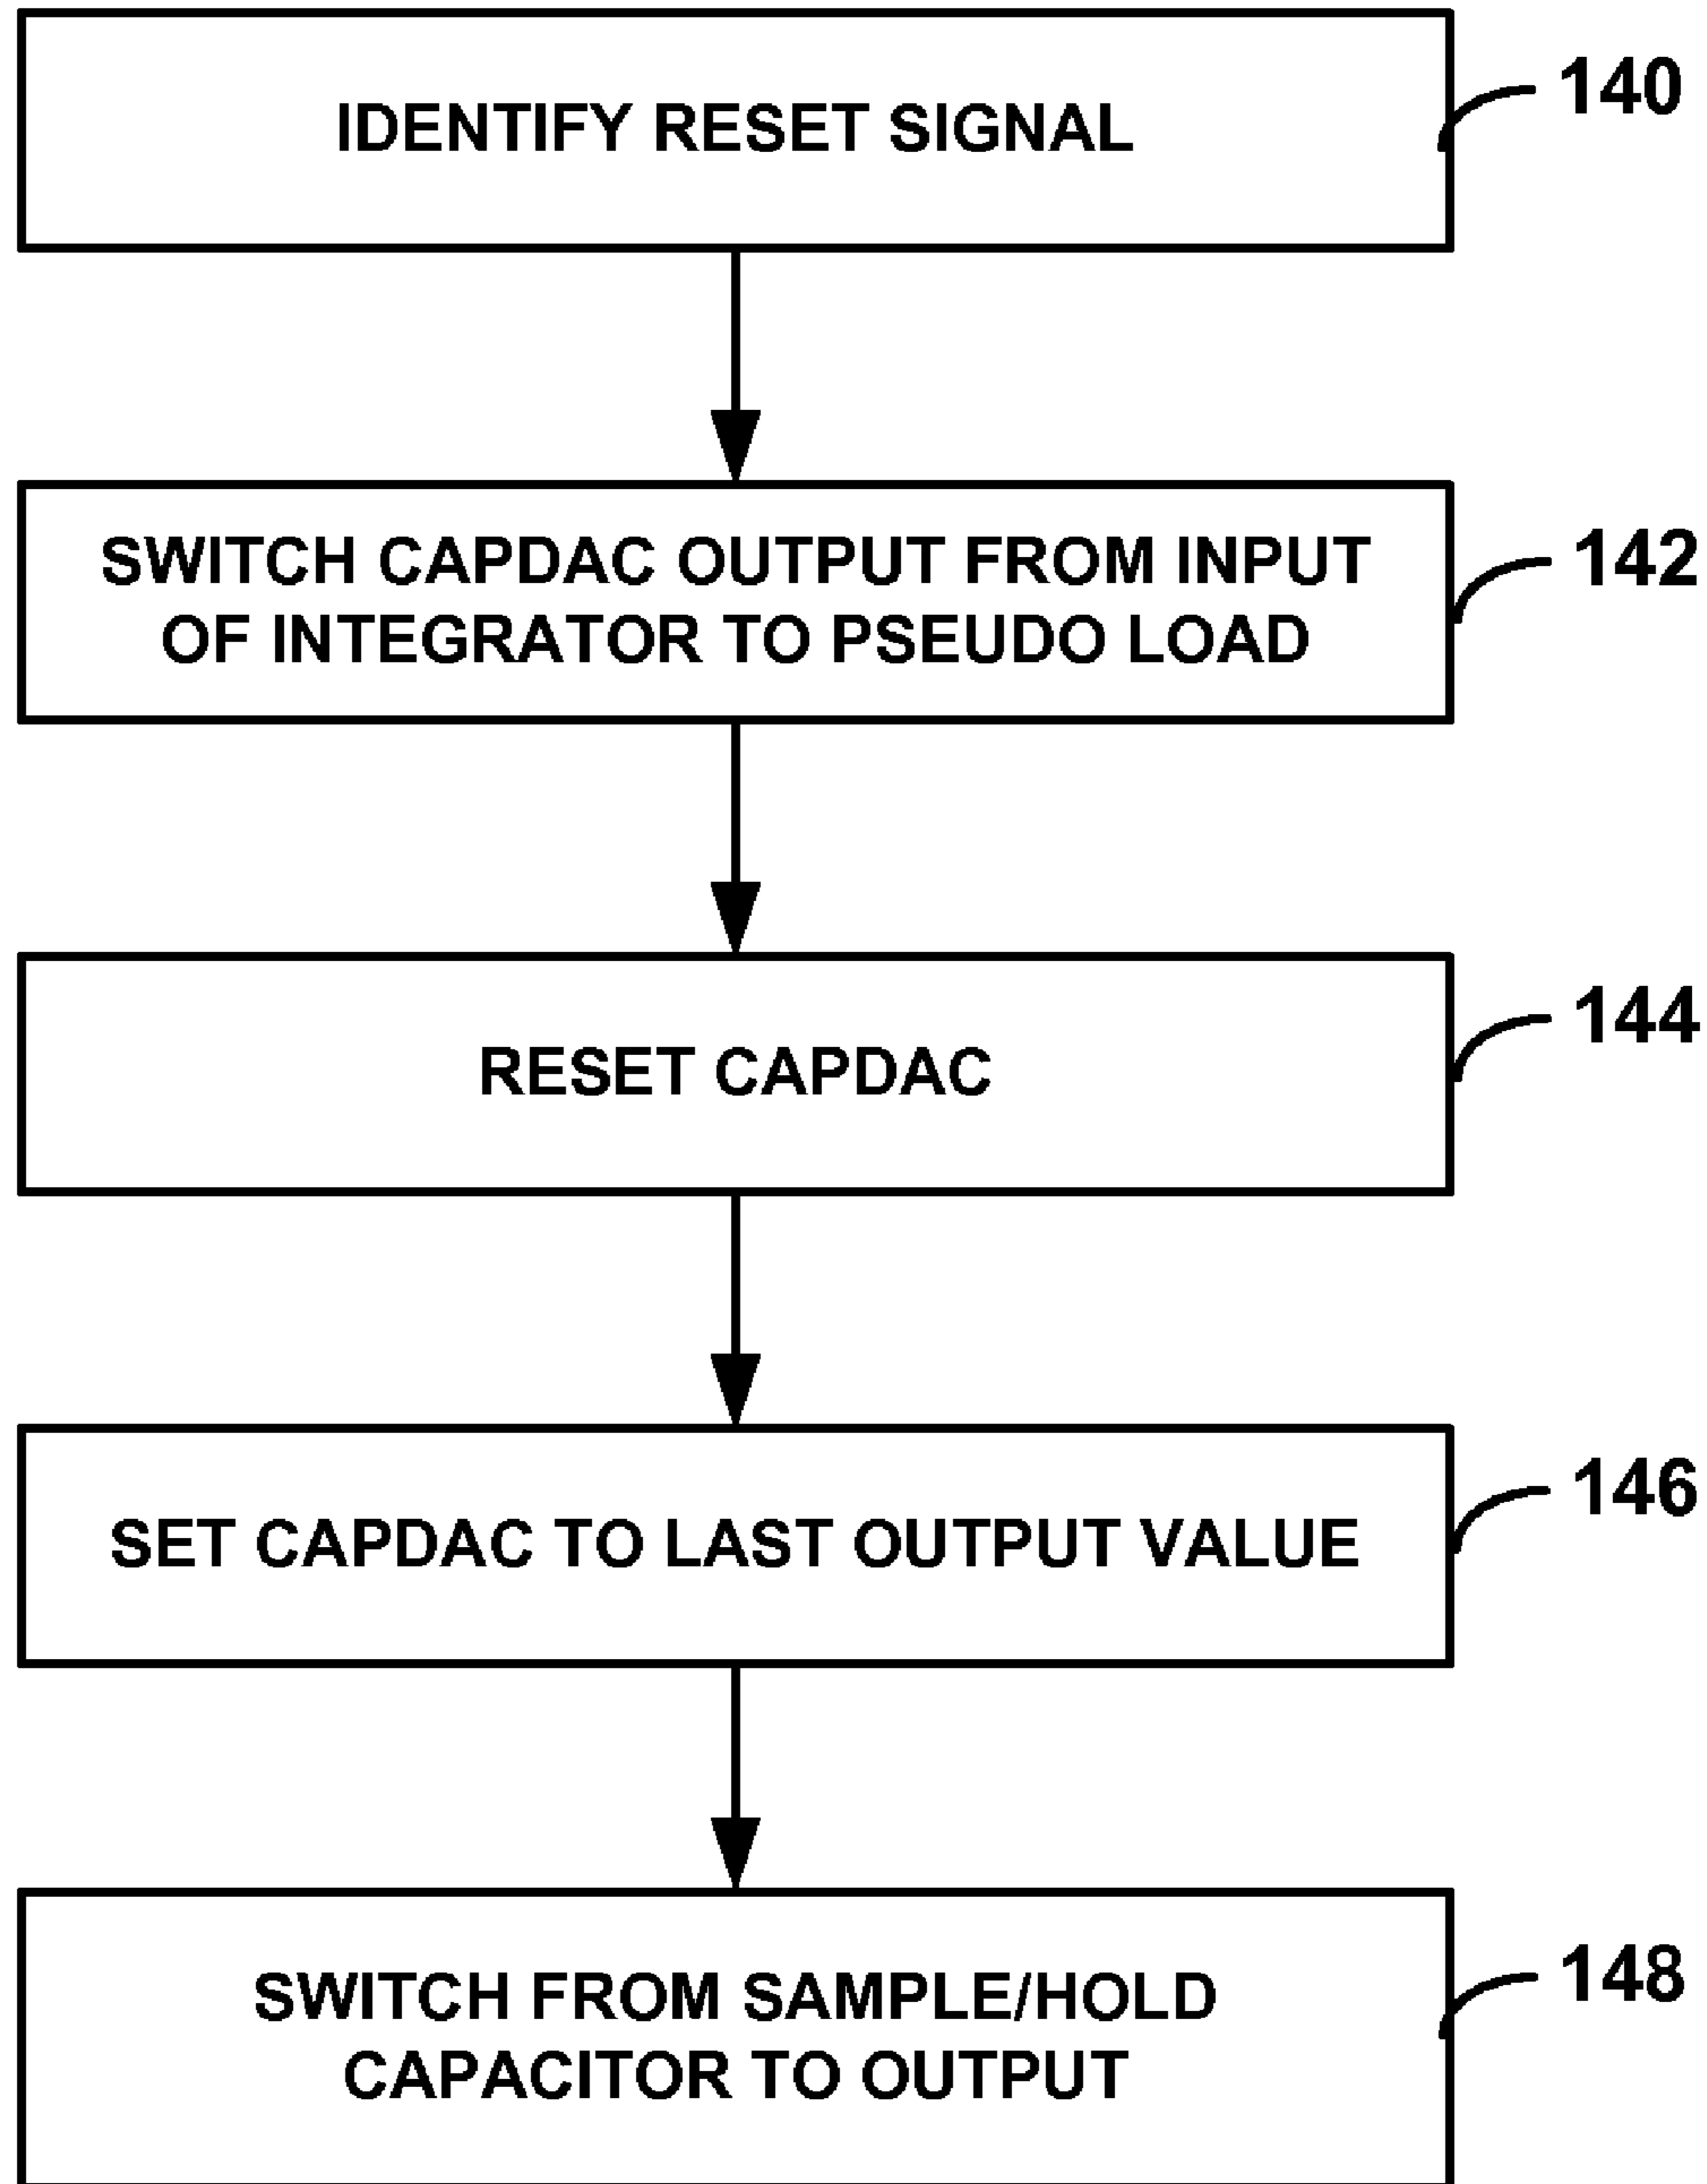 IDENTIFY RESET SIGNAL
140
SWITCH CAPDAC OUTPUT FROM INPUT
OF INTEGRATOR TO PSEUDO LOAD
142
RESET CAPDAC
144
SET CAPDAC TO LAST OUTPUT VALUE
146
SWITCH FROM SAMPLE/HOLD
CAPACITOR TO OUTPUT
148